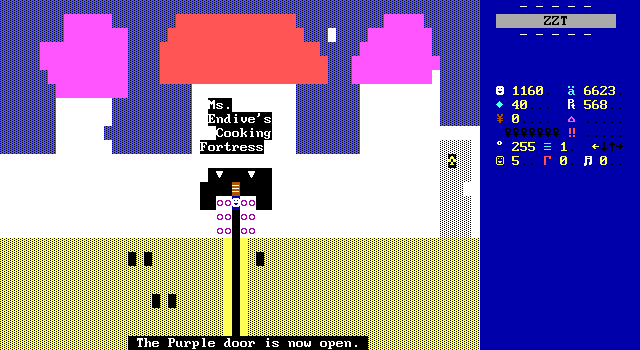 ZZT
Ms.
Endive's
Cooking
Fortress
1160 ä 6623
40 ₧ 568
0
255 1
5 0 0
The Purple door is now open.